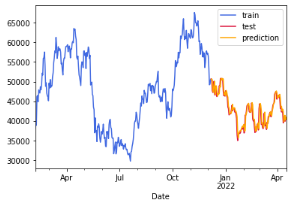 65000
60000
55000
50000
45000
40000
35000
30000
train
test
prediction
Apr
Jul
Oct
Jan
2022
Apr
Date